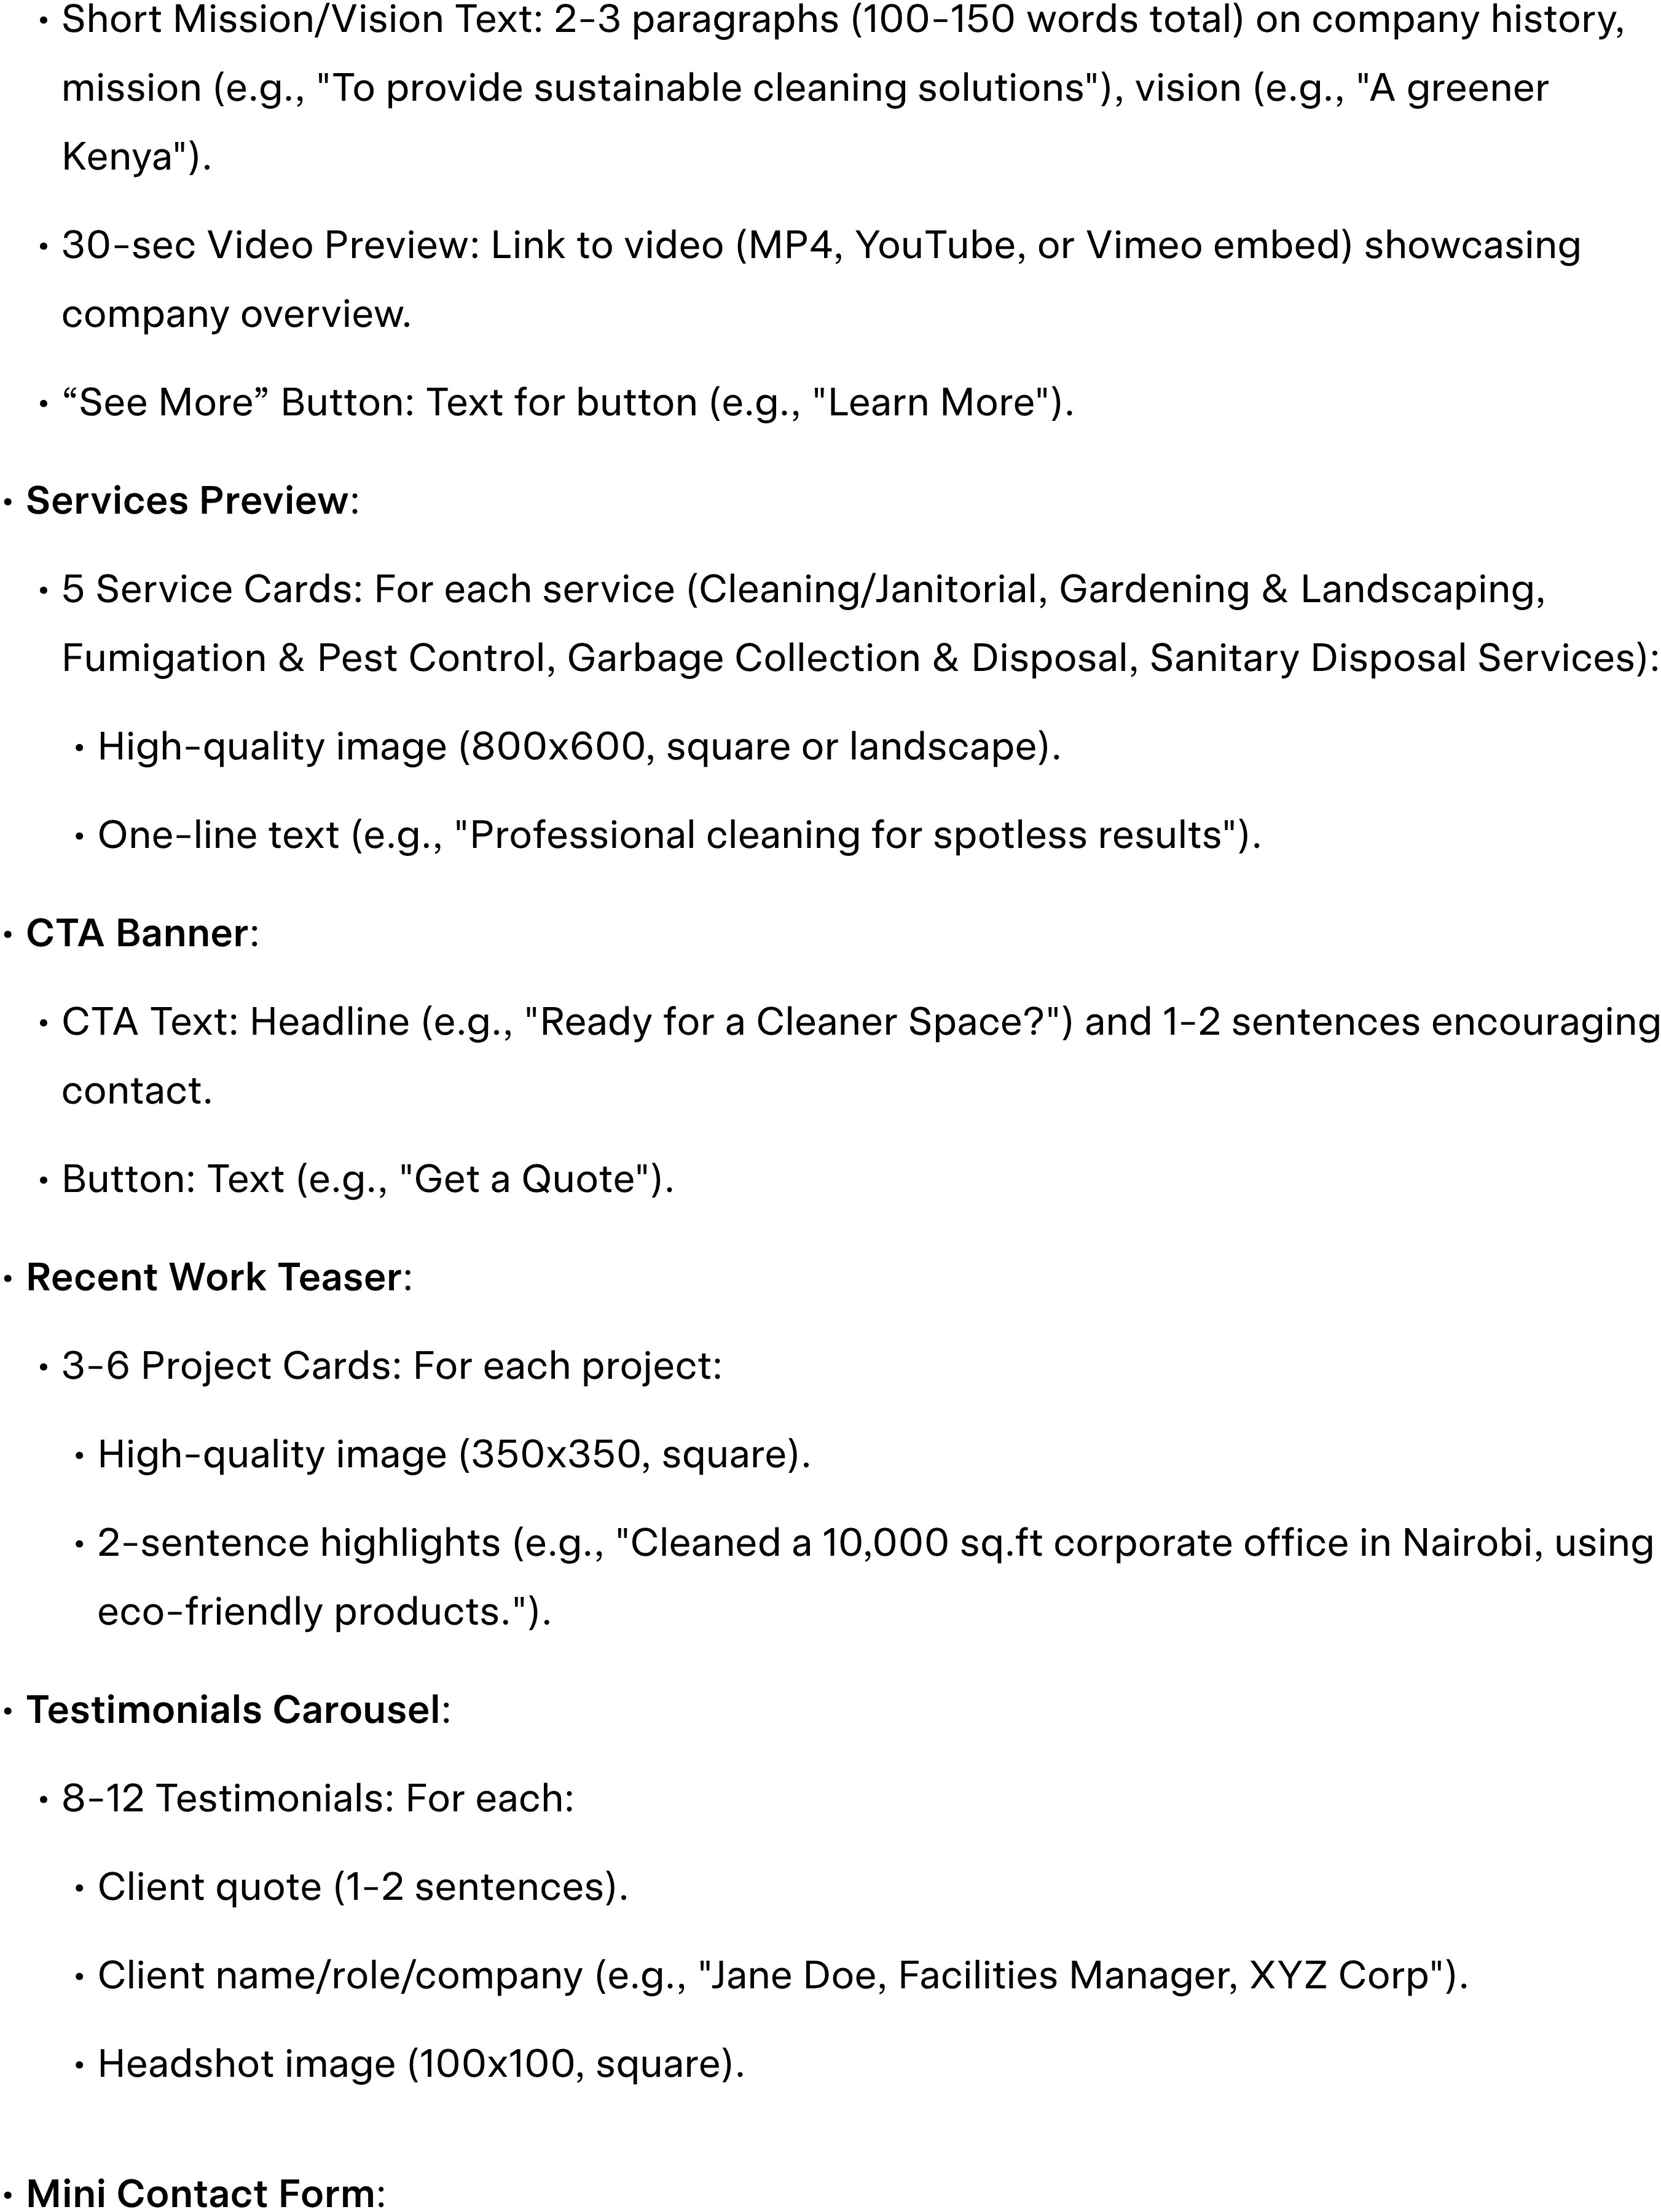 • Short Mission/Vision Text: 2-3 paragraphs (100-150 words total) on company history,
mission (e.g., "To provide sustainable cleaning solutions"), vision (e.g., "A greener
Kenya").
• 30-sec Video Preview: Link to video (MP4, YouTube, or Vimeo embed) showcasing
company overview.
• “See More” Button: Text for button (e.g., "Learn More").
• Services Preview:
• 5 Service Cards: For each service (Cleaning/Janitorial, Gardening & Landscaping,
Fumigation & Pest Control, Garbage Collection & Disposal, Sanitary Disposal Services):
• High-quality image (800x600, square or landscape).
• One-line text (e.g., "Professional cleaning for spotless results").
• CTA Banner:
• CTA Text: Headline (e.g., "Ready for a Cleaner Space?") and 1-2 sentences encouraging
contact.
• Button: Text (e.g., "Get a Quote").
• Recent Work Teaser:
• 3-6 Project Cards: For each project:
• High-quality image (350x350, square).
• 2-sentence highlights (e.g., "Cleaned a 10,000 sq.ft corporate office in Nairobi, using
eco-friendly products.").
• Testimonials Carousel:
• 8-12 Testimonials: For each:
• Client quote (1-2 sentences).
• Client name/role/company (e.g., "Jane Doe, Facilities Manager, XYZ Corp").
• Headshot image (100x100, square).
• Mini Contact Form: